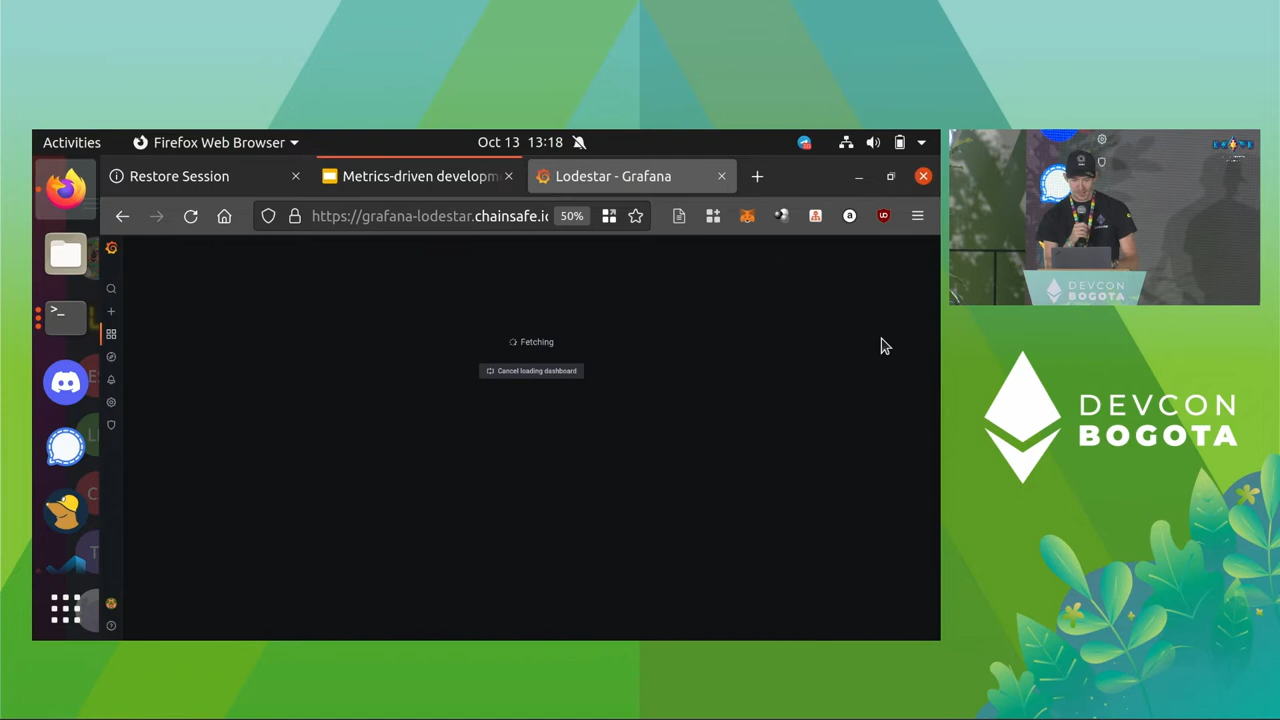 Activities
Firefox Web Browser
Oct 13 13:18
Restore Session
Metrics-driven developm
Lodestar - Grafana
https://grafana-lodestar.chainsafe.io
50%
Fetching
Cancel loading dashboard
DEVCON
BOGOTA
DEVCON
BOGOTA